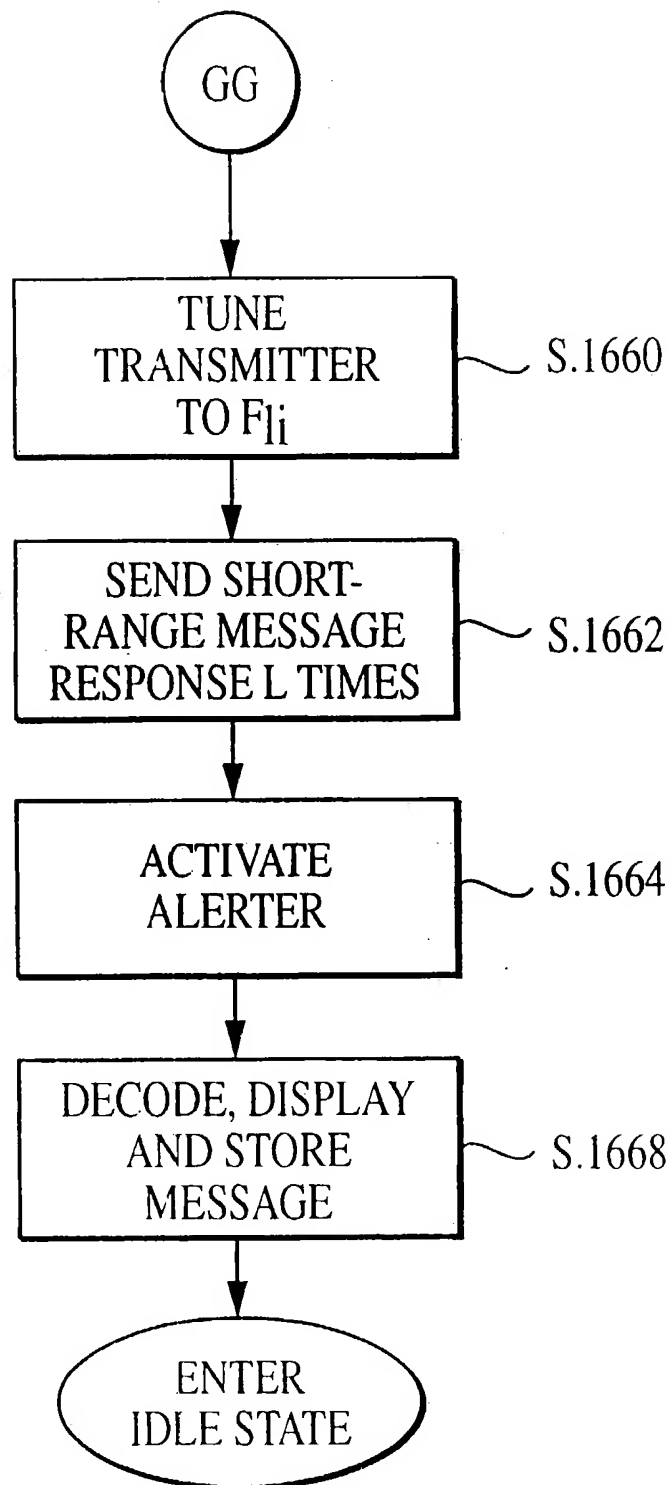 GG
TUNE
TRANSMITTER
TO Fli
S.1660
SEND SHORT-
RANGE MESSAGE
RESPONSE L TIMES
S.1662
ACTIVATE
ALERTER
S.1664
DECODE, DISPLAY
AND STORE
MESSAGE
S.1668
ENTER
IDLE STATE